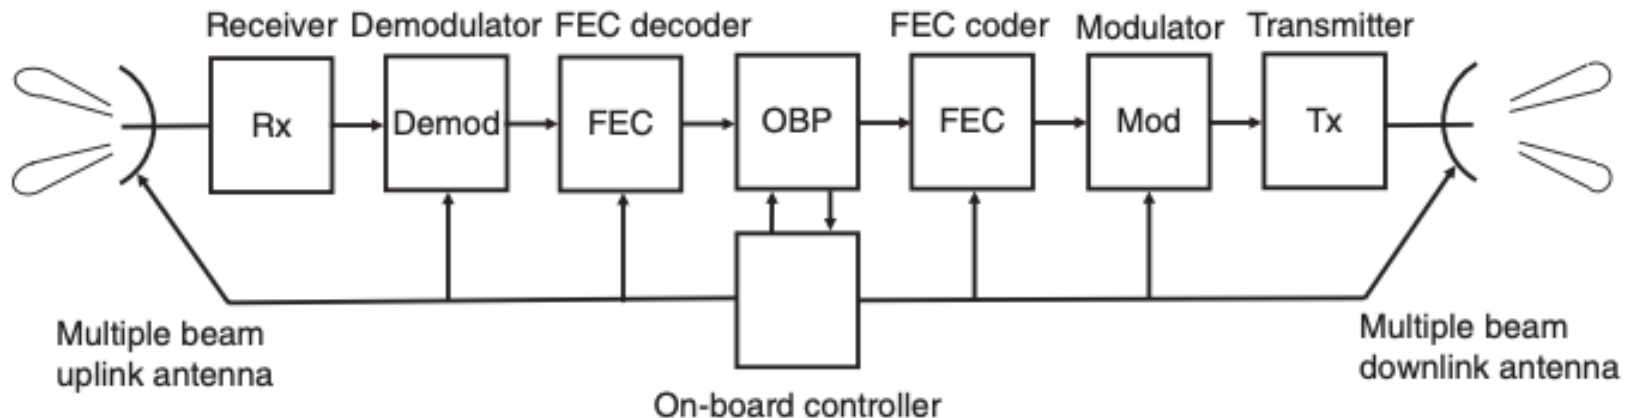 Receiver Demodulator FEC decoder FEC coder Modulator Transmitter
Rx Demod FEC OBP FEC Mod Tx
Multiple beam
uplink antenna
Multiple beam
downlink antenna
On-board controller